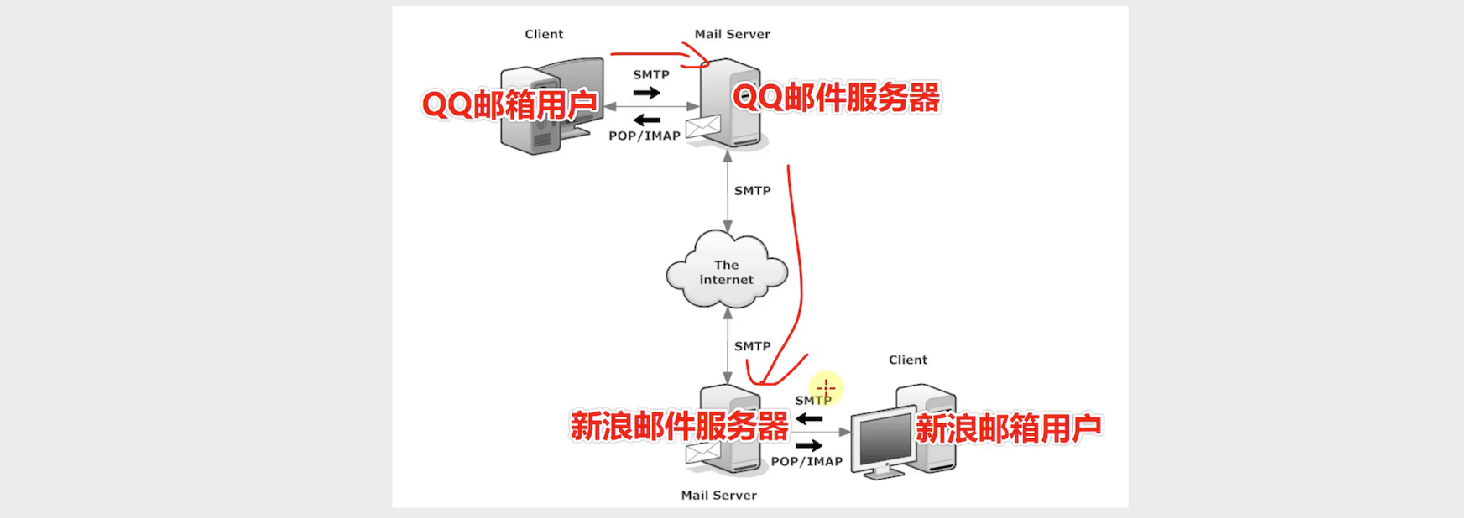 Client
Mail Server
SMTP
QQ邮箱用户
QQ邮件服务器
POP/IMAP
SMTP
The
internet
SMTP
Client
SMTP
新浪邮件服务器
新浪邮箱用户
POP/IMAP
Mail Server